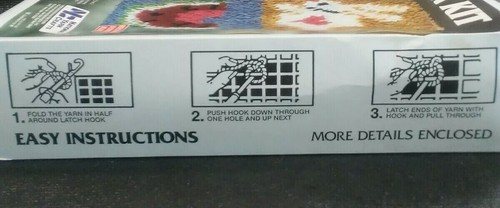 KIT
1. FOLD THE YARN IN HALF
AROUND LATCH HOOK
2. PUSH HOOK DOWN THROUGH
ONE HOLE AND UP NEXT
3. LATCH ENDS OF YARN WITH
HOOK AND PULL THROUGH
EASY INSTRUCTIONS
MORE DETAILS ENCLOSED